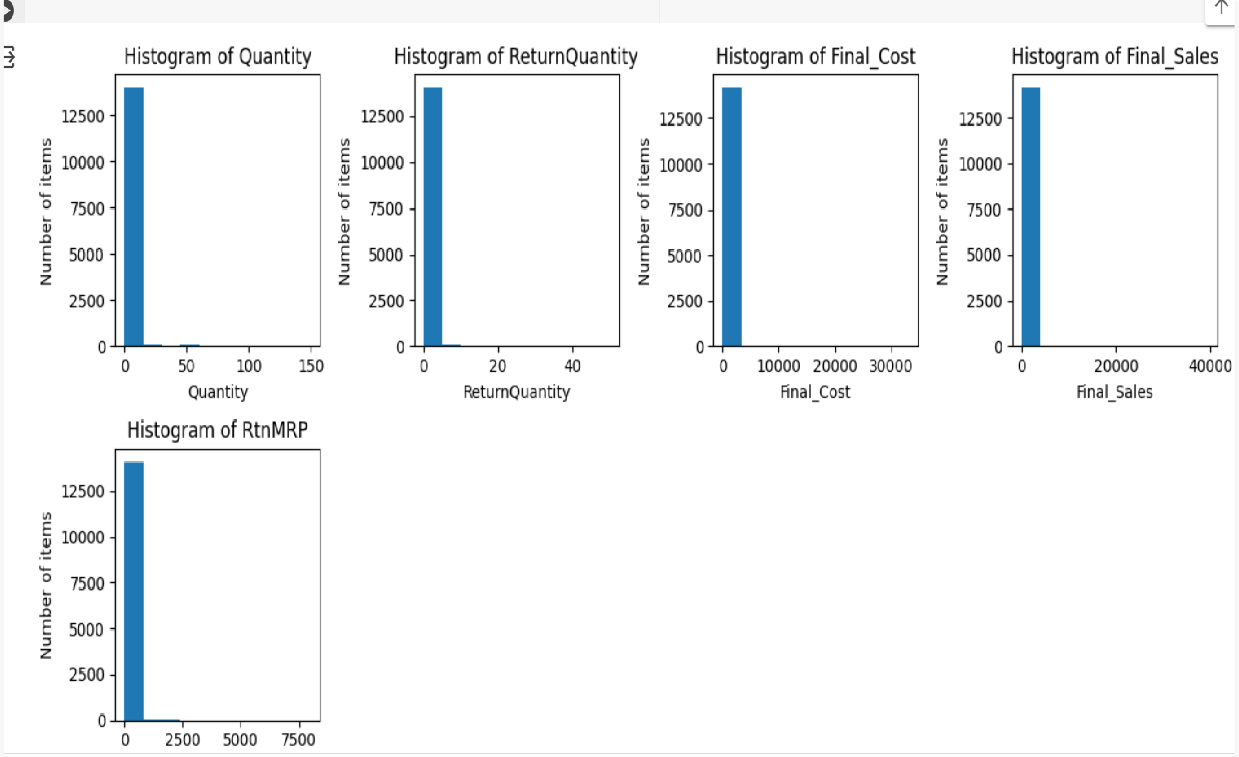 Histogram of Quantity
Number of items
12500
10000
7500
5000
2500
0
0 50 100 150
Quantity
Histogram of ReturnQuantity
Number of items
12500
10000
7500
5000
2500
0
0 20 40
ReturnQuantity
Histogram of Final_Cost
Number of items
12500
10000
7500
5000
2500
0
0 10000 20000 30000
Final_Cost
Histogram of Final_Sales
Number of items
12500
10000
7500
5000
2500
0
0 20000 40000
Final_Sales
Histogram of RtnMRP
Number of items
12500
10000
7500
5000
2500
0
0 2500 5000 7500